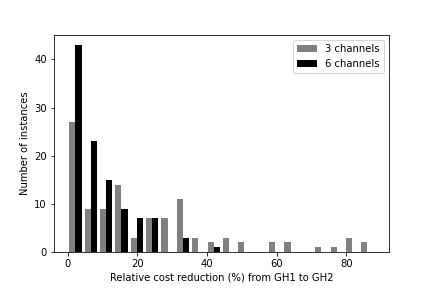 3 channels
6 channels
40
30
20
10
0
Number of instances
0 20 40 60 80
Relative cost reduction (%) from GH1 to GH2